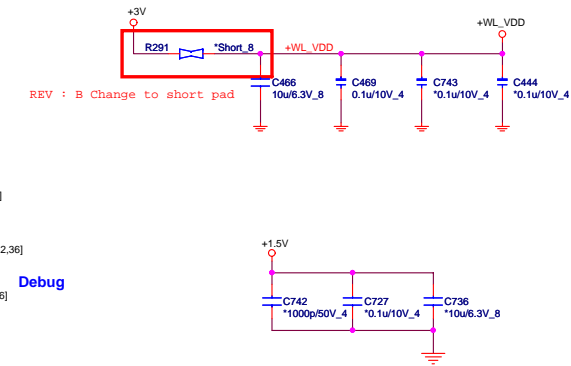 +3V
+WL_VDD
R291
*Short_8
+WL_VDD
C466
10u/6.3V_8
C469
0.1u/10V_4
C743
*0.1u/10V_4
C444
*0.1u/10V_4
REV : B Change to short pad
]
2,36]
Debug
6]
+1.5V
C742
*1000p/50V_4
C727
*0.1u/10V_4
C736
*10u/6.3V_8